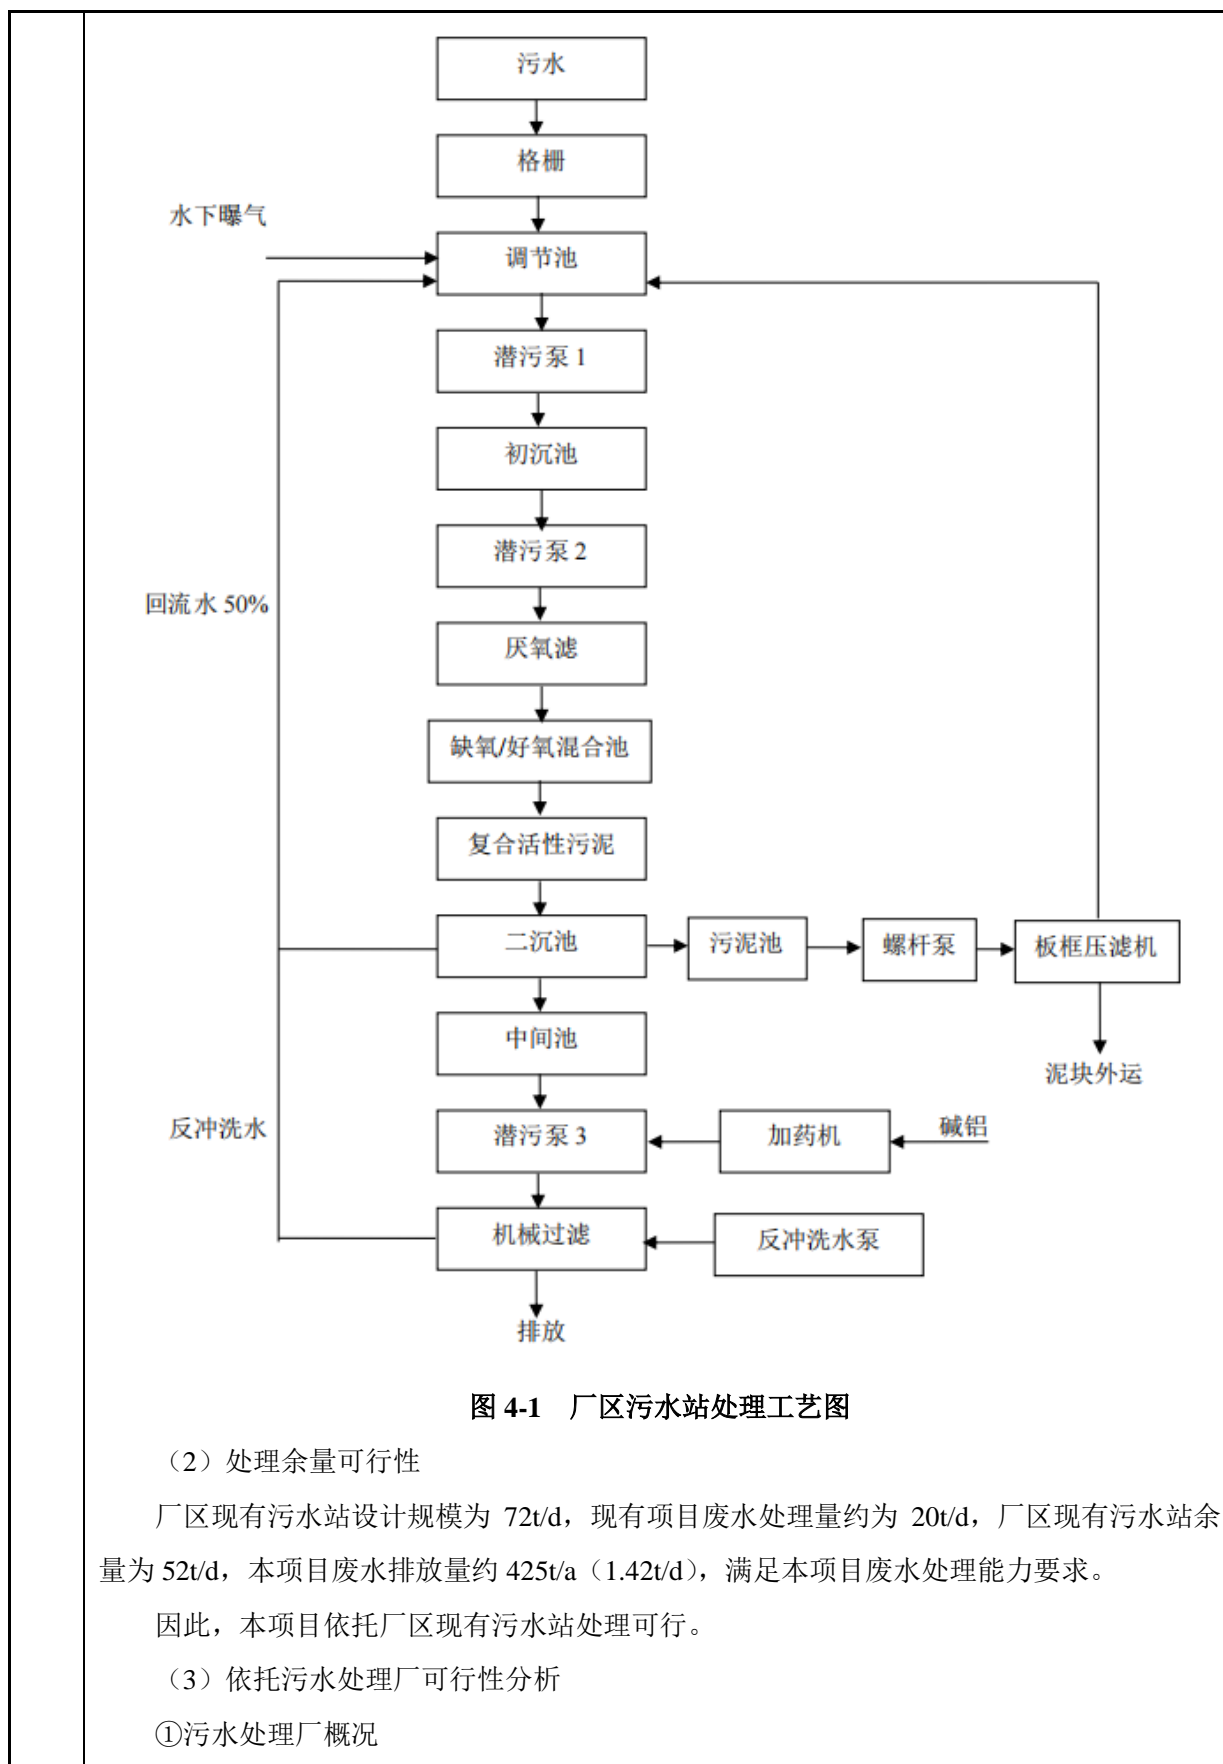 污水
格栅
水下曝气
调节池
潜污泵 1
初沉池
潜污泵 2
回流水 50%
厌氧滤
缺氧/好氧混合池
复合活性污泥
二沉池
污泥池
螺杆泵
板框压滤机
中间池
泥块外运
反冲洗水
潜污泵 3
加药机
碱铝
机械过滤
反冲洗水泵
排放
图 4-1 厂区污水站处理工艺图
（2）处理余量可行性
厂区现有污水站设计规模为 72t/d，现有项目废水处理量约为 20t/d，厂区现有污水站余
量为 52t/d，本项目废水排放量约 425t/a（1.42t/d），满足本项目废水处理能力要求。
因此，本项目依托厂区现有污水站处理可行。
（3）依托污水处理厂可行性分析
①污水处理厂概况